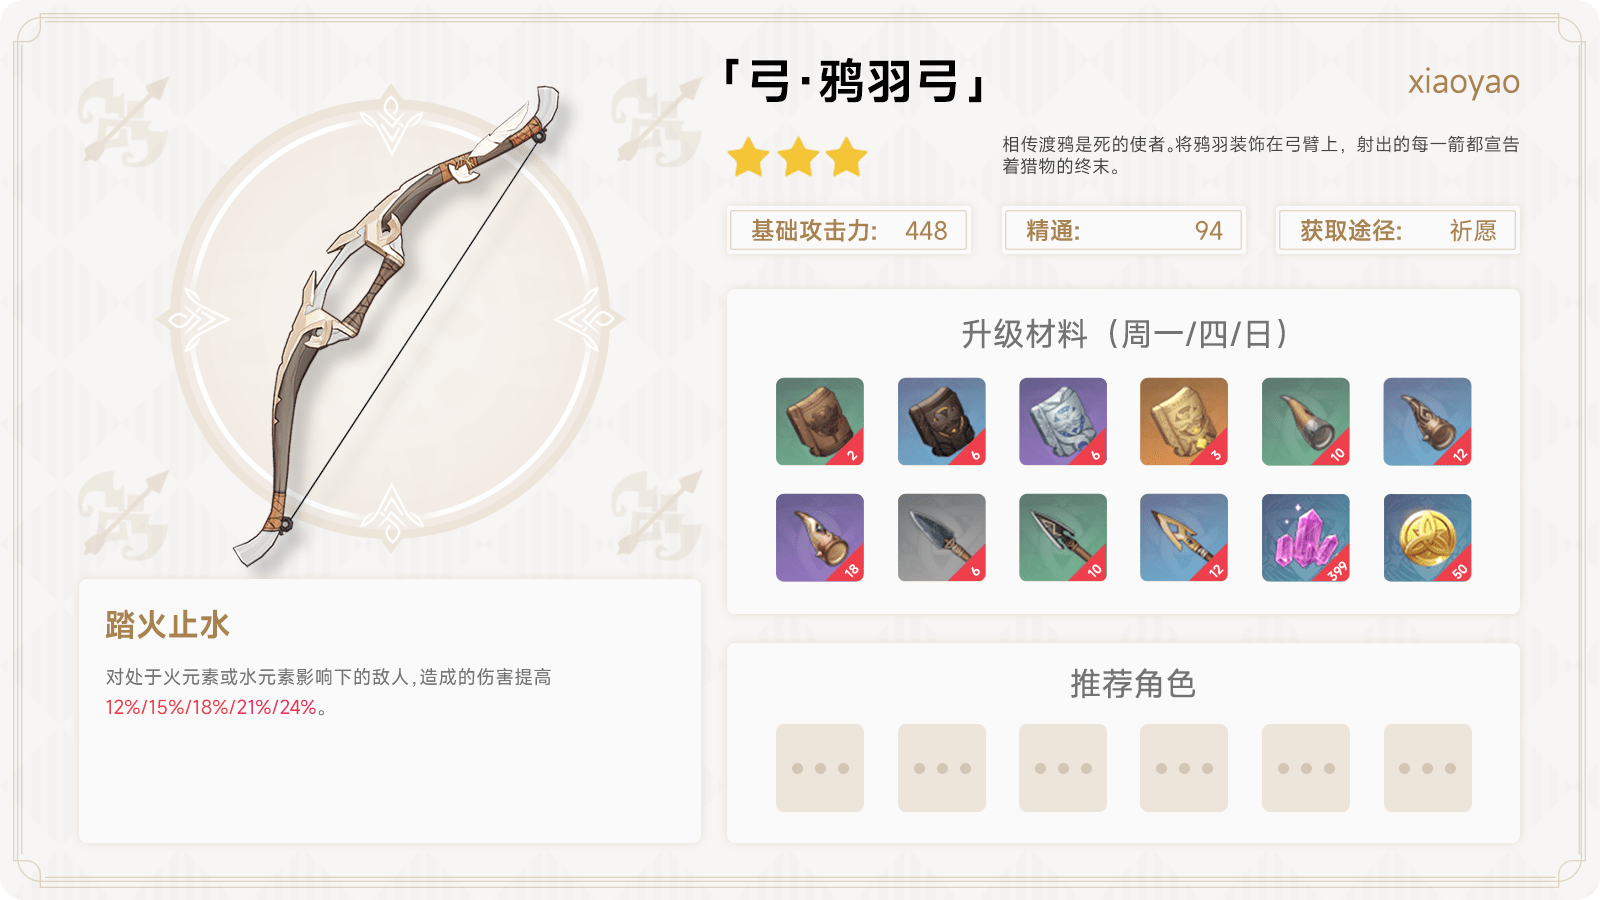 「弓·鸦羽弓」
xiaoyao
相传渡鸦是死的使者。将鸦羽装饰在弓臂上，射出的每一箭都宣告
着猎物的终末。
基础攻击力: 448
精通: 94
获取途径: 祈愿
升级材料（周一/四/日）
2 6 6 3 10 12
18 6 10 12 399 50
踏火止水
对处于火元素或水元素影响下的敌人,造成的伤害提高
12%/15%/18%/21%/24%。
推荐角色